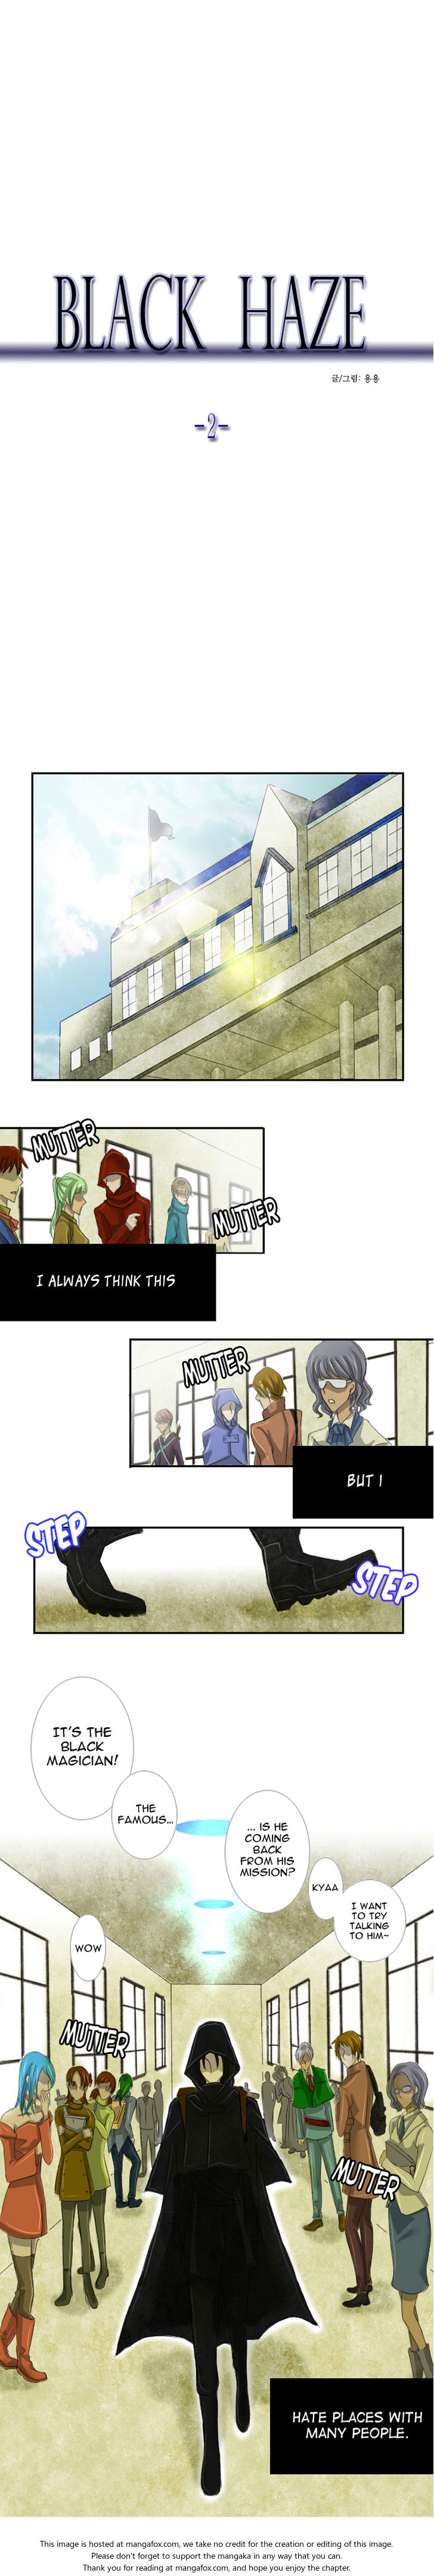 BLACK HAZE
글/그림: 용용
-2-
MUTTER
MUTTER
I ALWAYS THINK THIS
MUTTER
BUT I
STEP
STEP
IT'S THE
BLACK
MAGICIAN!
THE
FAMOUS...
... IS HE
COMING
BACK
FROM HIS
MISSION?
KYAA
I WANT
TO TRY
TALKING
TO HIM~
WOW
MUTTER
MUTTER
HATE PLACES WITH
MANY PEOPLE.
This image is hosted at mangafox.com, we take no credit for the creation or editing of this image.
Please don't forget to support the mangaka in any way that you can.
Thank you for reading at mangafox.com, and hope you enjoy the chapter.